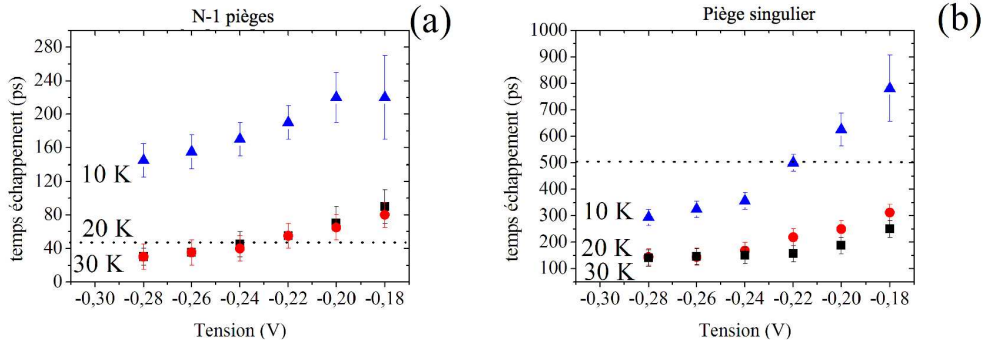 N-1 pièges
(a)
280
240
200
160
120
80
40
0
temps échappement (ps)
10 K
20 K
30 K
-0,30 -0,28 -0,26 -0,24 -0,22 -0,20 -0,18
Tension (V)
Piège singulier
(b)
1000
900
800
700
600
500
400
300
200
100
temps échappement (ps)
10 K
20 K
30 K
-0,30 -0,28 -0,26 -0,24 -0,22 -0,20 -0,18
Tension (V)